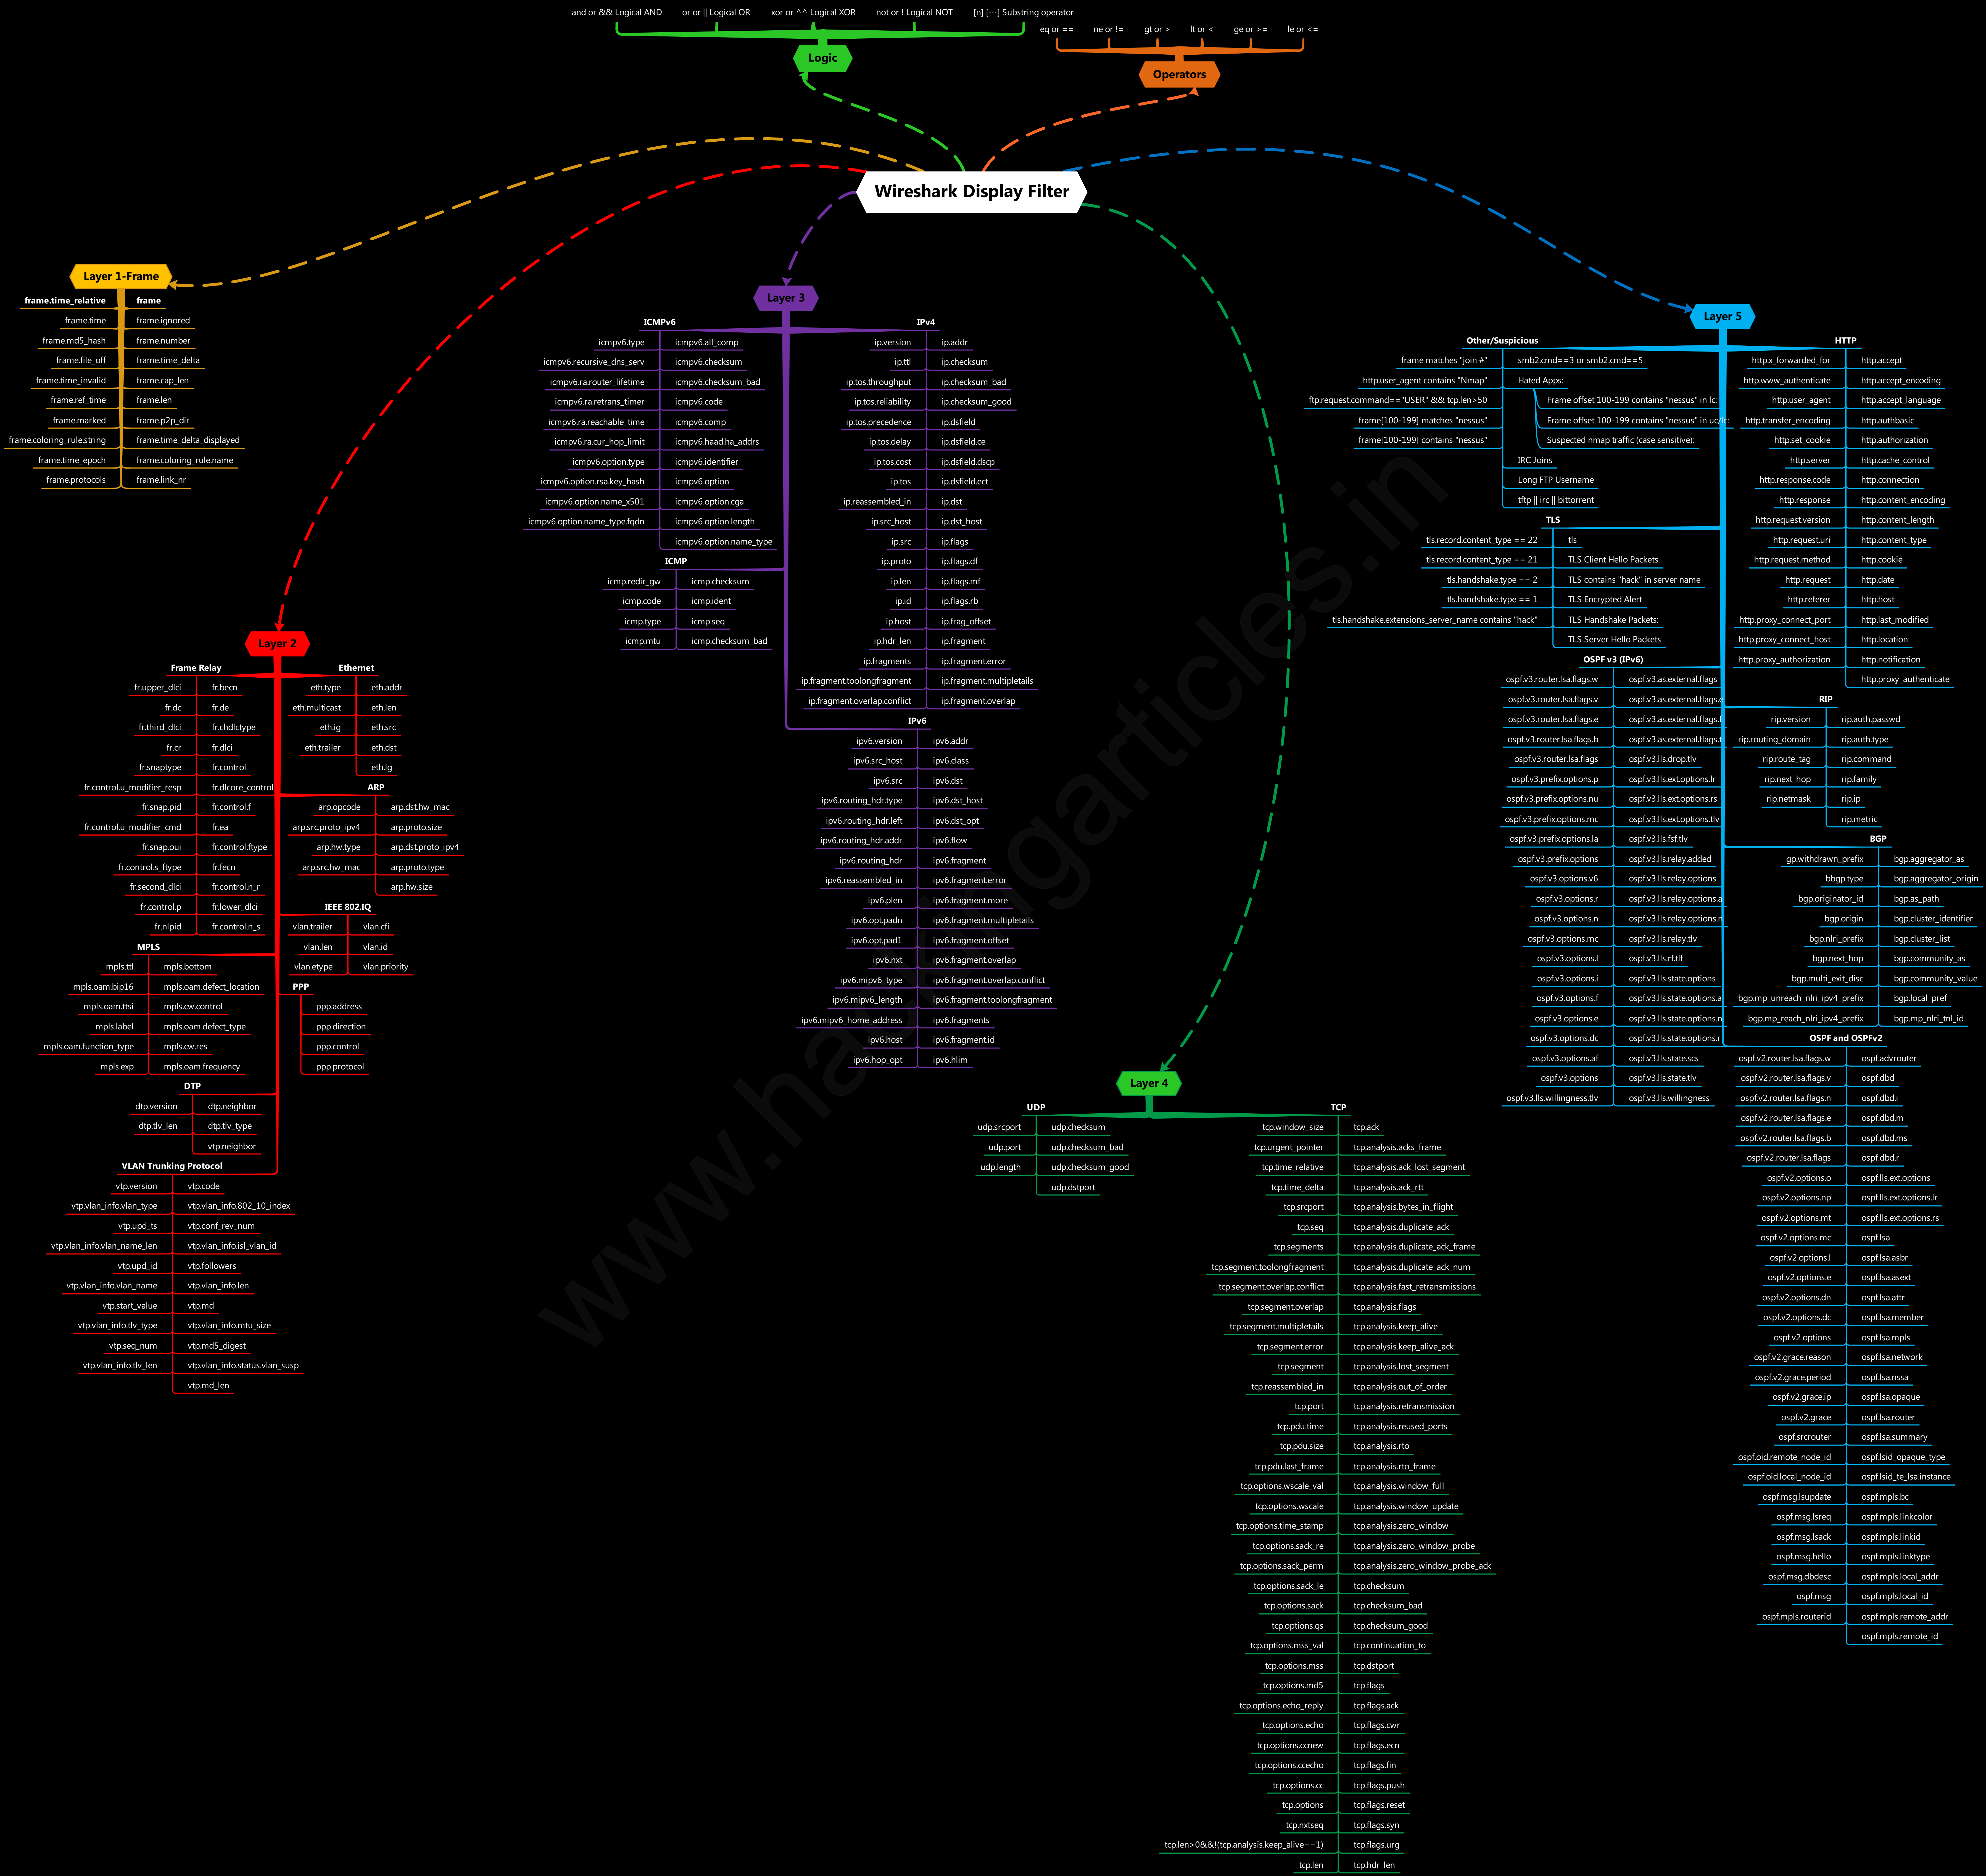 and or && Logical AND
or or || Logical OR
xor or ^^ Logical XOR
not or ! Logical NOT
[n] [···] Substring operator
Logic
eq or ==
ne or !=
gt or >
lt or <
ge or >=
le or <=
Operators
Wireshark Display Filter
Layer 1-Frame
frame.time_relative
frame
frame.time
frame.ignored
frame.md5_hash
frame.number
frame.file_off
frame.time_delta
frame.time_invalid
frame.cap_len
frame.ref_time
frame.len
frame.marked
frame.p2p_dir
frame.coloring_rule.string
frame.time_delta_displayed
frame.time_epoch
frame.coloring_rule.name
frame.protocols
frame.link_nr
Layer 2
Frame Relay
fr.upper_dlci
fr.becn
fr.dc
fr.de
fr.third_dlci
fr.chdlctype
fr.cr
fr.dlci
fr.snaptype
fr.control
fr.control.u_modifier_resp
fr.dlcore_control
fr.snap.pid
fr.control.f
fr.control.u_modifier_cmd
fr.ea
fr.snap.oui
fr.control.ftype
fr.control.s_ftype
fr.fecn
fr.second_dlci
fr.control.n_r
fr.control.p
fr.lower_dlci
fr.nlpid
fr.control.n_s
Ethernet
eth.type
eth.addr
eth.multicast
eth.len
eth.ig
eth.src
eth.trailer
eth.dst
eth.lg
ARP
arp.opcode
arp.dst.hw_mac
arp.src.proto_ipv4
arp.proto.size
arp.hw.type
arp.dst.proto_ipv4
arp.src.hw_mac
arp.proto.type
arp.hw.size
IEEE 802.IQ
vlan.trailer
vlan.cfi
vlan.len
vlan.id
vlan.etype
vlan.priority
MPLS
mpls.ttl
mpls.bottom
mpls.oam.bip16
mpls.oam.defect_location
mpls.oam.ttsi
mpls.cw.control
mpls.label
mpls.oam.defect_type
mpls.oam.function_type
mpls.cw.res
mpls.exp
mpls.oam.frequency
PPP
ppp.address
ppp.direction
ppp.control
ppp.protocol
DTP
dtp.version
dtp.neighbor
dtp.tlv_len
dtp.tlv_type
vtp.neighbor
VLAN Trunking Protocol
vtp.version
vtp.code
vtp.vlan_info.vlan_type
vtp.vlan_info.802_10_index
vtp.upd_ts
vtp.conf_rev_num
vtp.vlan_info.vlan_name_len
vtp.vlan_info.isl_vlan_id
vtp.upd_id
vtp.followers
vtp.vlan_info.vlan_name
vtp.vlan_info.len
vtp.start_value
vtp.md
vtp.vlan_info.tlv_type
vtp.vlan_info.mtu_size
vtp.seq_num
vtp.md5_digest
vtp.vlan_info.tlv_len
vtp.vlan_info.status.vlan_susp
vtp.md_len
Layer 3
ICMPv6
icmpv6.type
icmpv6.all_comp
icmpv6.recursive_dns_serv
icmpv6.checksum
icmpv6.ra.router_lifetime
icmpv6.checksum_bad
icmpv6.ra.retrans_timer
icmpv6.code
icmpv6.ra.reachable_time
icmpv6.comp
icmpv6.ra.cur_hop_limit
icmpv6.haad.ha_addrs
icmpv6.option.type
icmpv6.identifier
icmpv6.option.rsa.key_hash
icmpv6.option
icmpv6.option.name_x501
icmpv6.option.cga
icmpv6.option.name_type.fqdn
icmpv6.option.length
icmpv6.option.name_type
ICMP
icmp.redir_gw
icmp.checksum
icmp.code
icmp.ident
icmp.type
icmp.seq
icmp.mtu
icmp.checksum_bad
IPv4
ip.version
ip.addr
ip.ttl
ip.checksum
ip.tos.throughput
ip.checksum_bad
ip.tos.reliability
ip.checksum_good
ip.tos.precedence
ip.dsfield
ip.tos.delay
ip.dsfield.ce
ip.tos.cost
ip.dsfield.dscp
ip.tos
ip.dsfield.ect
ip.reassembled_in
ip.dst
ip.src_host
ip.dst_host
ip.src
ip.flags
ip.proto
ip.flags.df
ip.len
ip.flags.mf
ip.id
ip.flags.rb
ip.host
ip.frag_offset
ip.hdr_len
ip.fragment
ip.fragments
ip.fragment.error
ip.fragment.toolongfragment
ip.fragment.multipletails
ip.fragment.overlap.conflict
ip.fragment.overlap
IPv6
ipv6.version
ipv6.addr
ipv6.src_host
ipv6.class
ipv6.src
ipv6.dst
ipv6.routing_hdr.type
ipv6.dst_host
ipv6.routing_hdr.left
ipv6.dst_opt
ipv6.routing_hdr.addr
ipv6.flow
ipv6.routing_hdr
ipv6.fragment
ipv6.reassembled_in
ipv6.fragment.error
ipv6.plen
ipv6.fragment.more
ipv6.opt.padn
ipv6.fragment.multipletails
ipv6.opt.pad1
ipv6.fragment.offset
ipv6.nxt
ipv6.fragment.overlap
ipv6.mipv6_type
ipv6.fragment.overlap.conflict
ipv6.mipv6_length
ipv6.fragment.toolongfragment
ipv6.mipv6_home_address
ipv6.fragments
ipv6.host
ipv6.fragment.id
ipv6.hop_opt
ipv6.hlim
Layer 4
UDP
udp.srcport
udp.checksum
udp.port
udp.checksum_bad
udp.length
udp.checksum_good
udp.dstport
TCP
tcp.window_size
tcp.ack
tcp.urgent_pointer
tcp.analysis.acks_frame
tcp.time_relative
tcp.analysis.ack_lost_segment
tcp.time_delta
tcp.analysis.ack_rtt
tcp.srcport
tcp.analysis.bytes_in_flight
tcp.seq
tcp.analysis.duplicate_ack
tcp.segments
tcp.analysis.duplicate_ack_frame
tcp.segment.toolongfragment
tcp.analysis.duplicate_ack_num
tcp.segment.overlap.conflict
tcp.analysis.fast_retransmissions
tcp.segment.overlap
tcp.analysis.flags
tcp.segment.multipletails
tcp.analysis.keep_alive
tcp.segment.error
tcp.analysis.keep_alive_ack
tcp.segment
tcp.analysis.lost_segment
tcp.reassembled_in
tcp.analysis.out_of_order
tcp.port
tcp.analysis.retransmission
tcp.pdu.time
tcp.analysis.reused_ports
tcp.pdu.size
tcp.analysis.rto
tcp.pdu.last_frame
tcp.analysis.rto_frame
tcp.options.wscale_val
tcp.analysis.window_full
tcp.options.wscale
tcp.analysis.window_update
tcp.options.time_stamp
tcp.analysis.zero_window
tcp.options.sack_re
tcp.analysis.zero_window_probe
tcp.options.sack_perm
tcp.analysis.zero_window_probe_ack
tcp.options.sack_le
tcp.checksum
tcp.options.sack
tcp.checksum_bad
tcp.options.qs
tcp.checksum_good
tcp.options.mss_val
tcp.continuation_to
tcp.options.mss
tcp.dstport
tcp.options.md5
tcp.flags
tcp.options.echo_reply
tcp.flags.ack
tcp.options.echo
tcp.flags.cwr
tcp.options.ccnew
tcp.flags.ecn
tcp.options.ccecho
tcp.flags.fin
tcp.options.cc
tcp.flags.push
tcp.options
tcp.flags.reset
tcp.nxtseq
tcp.flags.syn
tcp.len>0&&!(tcp.analysis.keep_alive==1)
tcp.flags.urg
tcp.len
tcp.hdr_len
Layer 5
Other/Suspicious
frame matches "join #"
smb2.cmd==3 or smb2.cmd==5
http.user_agent contains "Nmap"
Hated Apps:
ftp.request.command=="USER" && tcp.len>50
Frame offset 100-199 contains "nessus" in lc:
frame[100-199] matches "nessus"
Frame offset 100-199 contains "nessus" in uc/lc:
frame[100-199] contains "nessus"
Suspected nmap traffic (case sensitive):
IRC Joins
Long FTP Username
tftp || irc || bittorrent
TLS
tls.record.content_type == 22
tls
tls.record.content_type == 21
TLS Client Hello Packets
tls.handshake.type == 2
TLS contains "hack" in server name
tls.handshake.type == 1
TLS Encrypted Alert
tls.handshake.extensions_server_name contains "hack"
TLS Handshake Packets:
TLS Server Hello Packets
OSPF v3 (IPv6)
ospf.v3.router.lsa.flags.w
ospf.v3.as.external.flags
ospf.v3.router.lsa.flags.v
ospf.v3.as.external.flags.e
ospf.v3.router.lsa.flags.e
ospf.v3.as.external.flags.f
ospf.v3.router.lsa.flags.b
ospf.v3.as.external.flags.t
ospf.v3.router.lsa.flags
ospf.v3.lls.drop.tlv
ospf.v3.prefix.options.p
ospf.v3.lls.ext.options.lr
ospf.v3.prefix.options.nu
ospf.v3.lls.ext.options.rs
ospf.v3.prefix.options.mc
ospf.v3.lls.ext.options.tlv
ospf.v3.prefix.options.la
ospf.v3.lls.fsf.tlv
ospf.v3.prefix.options
ospf.v3.lls.relay.added
ospf.v3.options.v6
ospf.v3.lls.relay.options
ospf.v3.options.r
ospf.v3.lls.relay.options.a
ospf.v3.options.n
ospf.v3.lls.relay.options.n
ospf.v3.options.mc
ospf.v3.lls.relay.tlv
ospf.v3.options.l
ospf.v3.lls.rf.tlf
ospf.v3.options.i
ospf.v3.lls.state.options
ospf.v3.options.f
ospf.v3.lls.state.options.a
ospf.v3.options.e
ospf.v3.lls.state.options.n
ospf.v3.options.dc
ospf.v3.lls.state.options.r
ospf.v3.options.af
ospf.v3.lls.state.scs
ospf.v3.options
ospf.v3.lls.state.tlv
ospf.v3.lls.willingness.tlv
ospf.v3.lls.willingness
HTTP
http.x_forwarded_for
http.accept
http.www_authenticate
http.accept_encoding
http.user_agent
http.accept_language
http.transfer_encoding
http.authbasic
http.set_cookie
http.authorization
http.server
http.cache_control
http.response.code
http.connection
http.response
http.content_encoding
http.request.version
http.content_length
http.request.uri
http.content_type
http.request.method
http.cookie
http.request
http.date
http.referer
http.host
http.proxy_connect_port
http.last_modified
http.proxy_connect_host
http.location
http.proxy_authorization
http.notification
http.proxy_authenticate
RIP
rip.version
rip.auth.passwd
rip.routing_domain
rip.auth.type
rip.route_tag
rip.command
rip.next_hop
rip.family
rip.netmask
rip.ip
rip.metric
BGP
gp.withdrawn_prefix
bgp.aggregator_as
bbgp.type
bgp.aggregator_origin
bgp.originator_id
bgp.as_path
bgp.origin
bgp.cluster_identifier
bgp.nlri_prefix
bgp.cluster_list
bgp.next_hop
bgp.community_as
bgp.multi_exit_disc
bgp.community_value
bgp.mp_unreach_nlri_ipv4_prefix
bgp.local_pref
bgp.mp_reach_nlri_ipv4_prefix
bgp.mp_nlri_tnl_id
OSPF and OSPFv2
ospf.v2.router.lsa.flags.w
ospf.advrouter
ospf.v2.router.lsa.flags.v
ospf.dbd
ospf.v2.router.lsa.flags.n
ospf.dbd.i
ospf.v2.router.lsa.flags.e
ospf.dbd.m
ospf.v2.router.lsa.flags.b
ospf.dbd.ms
ospf.v2.router.lsa.flags
ospf.dbd.r
ospf.v2.options.o
ospf.lls.ext.options
ospf.v2.options.np
ospf.lls.ext.options.lr
ospf.v2.options.mt
ospf.lls.ext.options.rs
ospf.v2.options.mc
ospf.lsa
ospf.v2.options.l
ospf.lsa.asbr
ospf.v2.options.e
ospf.lsa.asext
ospf.v2.options.dn
ospf.lsa.attr
ospf.v2.options.dc
ospf.lsa.member
ospf.v2.options
ospf.lsa.mpls
ospf.v2.grace.reason
ospf.lsa.network
ospf.v2.grace.period
ospf.lsa.nssa
ospf.v2.grace.ip
ospf.lsa.opaque
ospf.v2.grace
ospf.lsa.router
ospf.srcrouter
ospf.lsa.summary
ospf.oid.remote_node_id
ospf.lsid_opaque_type
ospf.oid.local_node_id
ospf.lsid_te_lsa.instance
ospf.msg.lsupdate
ospf.mpls.bc
ospf.msg.lsreq
ospf.mpls.linkcolor
ospf.msg.lsack
ospf.mpls.linkid
ospf.msg.hello
ospf.mpls.linktype
ospf.msg.dbdesc
ospf.mpls.local_addr
ospf.msg
ospf.mpls.local_id
ospf.mpls.routerid
ospf.mpls.remote_addr
ospf.mpls.remote_id
www.hackingarticles.in